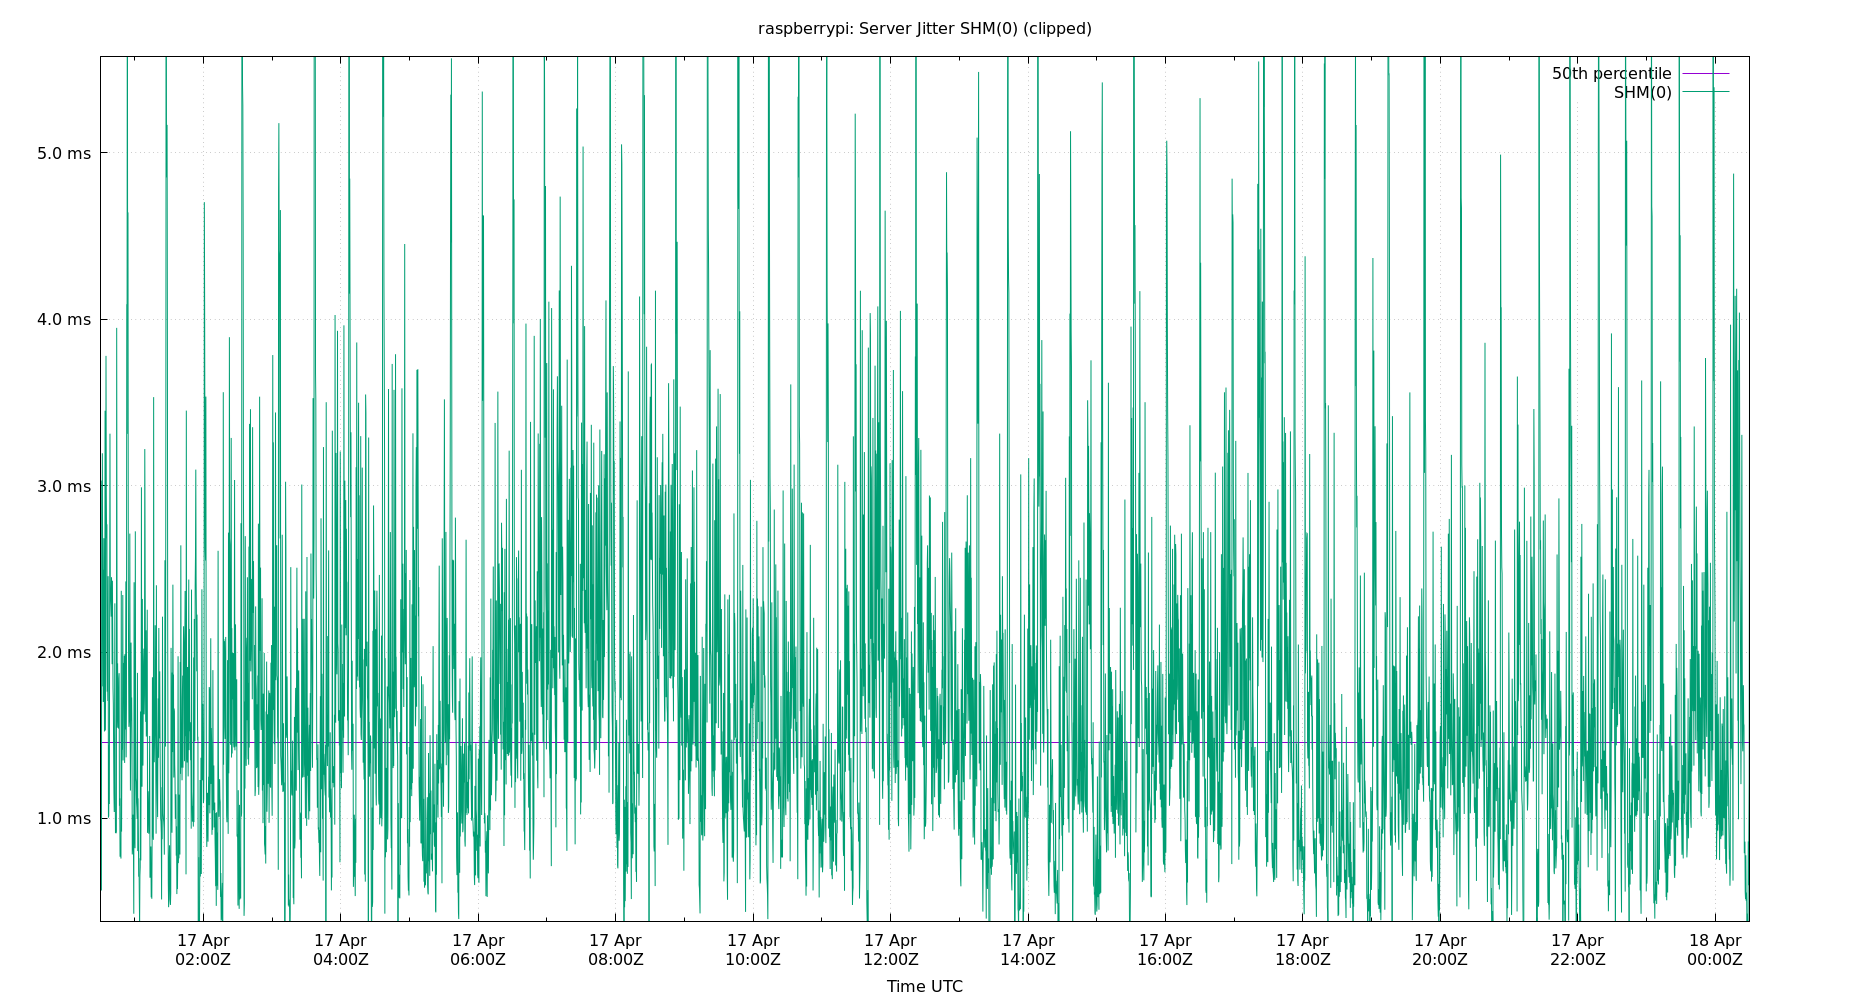 raspberrypi: Server Jitter SHM(0) (clipped)
50th percentile
SHM(0)
5.0 ms
4.0 ms
3.0 ms
2.0 ms
1.0 ms
17 Apr 17 Apr 17 Apr 17 Apr 17 Apr 17 Apr 17 Apr 17 Apr 17 Apr 17 Apr 17 Apr 18 Apr
02:00Z 04:00Z 06:00Z 08:00Z 10:00Z 12:00Z 14:00Z 16:00Z 18:00Z 20:00Z 22:00Z 00:00Z
Time UTC